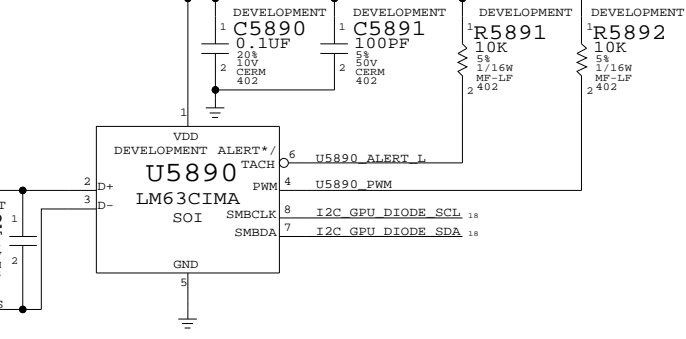 DEVELOPMENT
C5890
0.1UF
20%
10V
CERM
402
1
2
DEVELOPMENT
C5891
100PF
5%
50V
CERM
402
1
2
DEVELOPMENT
R5891
10K
5%
1/16W
MF-LF
402
1
2
DEVELOPMENT
R5892
10K
5%
1/16W
MF-LF
402
1
2
1
VDD
DEVELOPMENT ALERT*/
TACH
6 U5890_ALERT_L
U5890
2 D+
PWM 4 U5890_PWM
3 D-
LM63CIMA
SOI
SMBCLK 8 I2C_GPU_DIODE_SCL 18
SMBDA 7 I2C_GPU_DIODE_SDA 18
1
2
GND
5